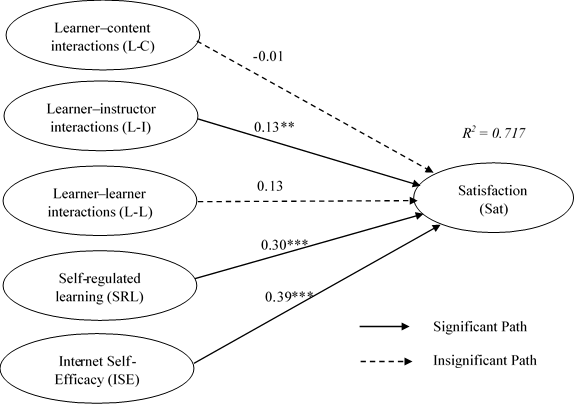 Learner–content
interactions (L-C)
-0.01
Learner–instructor
interactions (L-I)
0.13**
R² = 0.717
Learner–learner
interactions (L-L)
0.13
Satisfaction
(Sat)
Self-regulated
learning (SRL)
0.30***
0.39***
Internet Self-
Efficacy (ISE)
Significant Path
Insignificant Path